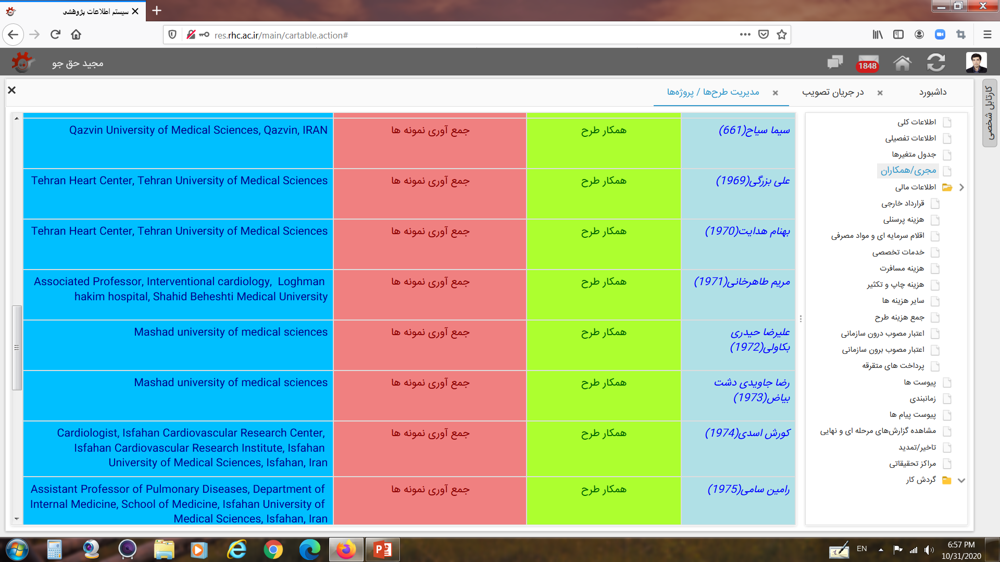 سیستم اطلاعات پژوهشی
res.rhc.ac.ir/main/cartable.action#
مجید حق جو
1848
کارتابل شخصی
داشبورد
در جریان تصویب
مدیریت طرح‌ها / پروژه‌ها
سیما سیاح(661)
همکار طرح
جمع آوری نمونه ها
Qazvin University of Medical Sciences, Qazvin, IRAN
علی بزرگی(1969)
همکار طرح
جمع آوری نمونه ها
Tehran Heart Center, Tehran University of Medical Sciences
بهنام هدایت(1970)
همکار طرح
جمع آوری نمونه ها
Tehran Heart Center, Tehran University of Medical Sciences
مریم طاهرخانی(1971)
همکار طرح
جمع آوری نمونه ها
Associated Professor, Interventional cardiology, Loghman
hakim hospital, Shahid Beheshti Medical University
علیرضا حیدری
بکاولی(1972)
همکار طرح
جمع آوری نمونه ها
Mashad university of medical sciences
رضا جاویدی دشت
بیاض(1973)
همکار طرح
جمع آوری نمونه ها
Mashad university of medical sciences
کورش اسدی(1974)
همکار طرح
جمع آوری نمونه ها
Cardiologist, Isfahan Cardiovascular Research Center,
Isfahan Cardiovascular Research Institute, Isfahan
University of Medical Sciences, Isfahan, Iran
رامین سامی(1975)
همکار طرح
جمع آوری نمونه ها
Assistant Professor of Pulmonary Diseases, Department of
Internal Medicine, School of Medicine, Isfahan University of
Medical Sciences, Isfahan, Iran
اطلاعات کلی
اطلاعات تفصیلی
جدول متغیرها
مجری/همکاران
اطلاعات مالی
قرارداد خارجی
هزینه پرسنلی
اقلام سرمایه ای و مواد مصرفی
خدمات تخصصی
هزینه مسافرت
هزینه چاپ و تکثیر
سایر هزینه ها
جمع هزینه طرح
اعتبار مصوب درون سازمانی
اعتبار مصوب برون سازمانی
پرداخت های متفرقه
پیوست ها
زمانبندی
پیوست پیام ها
مشاهده گزارش‌های مرحله ای و نهایی
تاخیر/تمدید
مراکز تحقیقاتی
گردش کار
EN
6:57 PM
10/31/2020